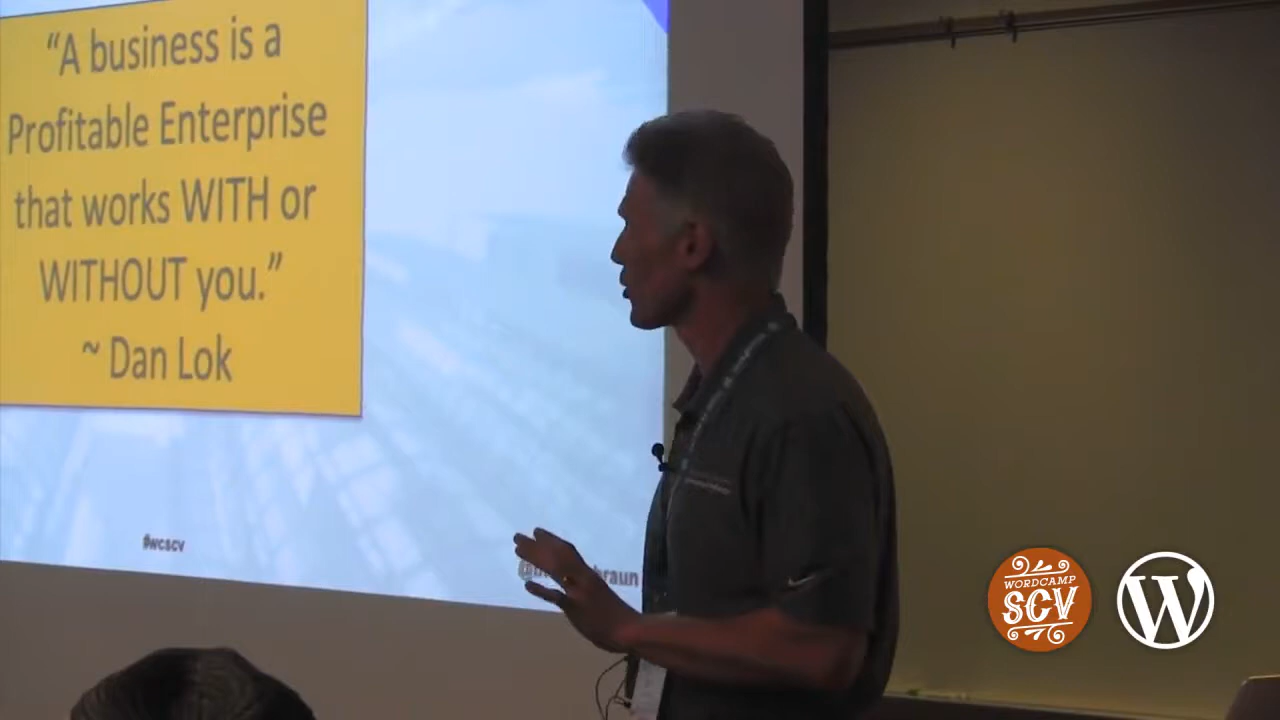 “A business is a
Profitable Enterprise
that works WITH or
WITHOUT you.”
~ Dan Lok
#wcscv
WORDCAMP
SCV